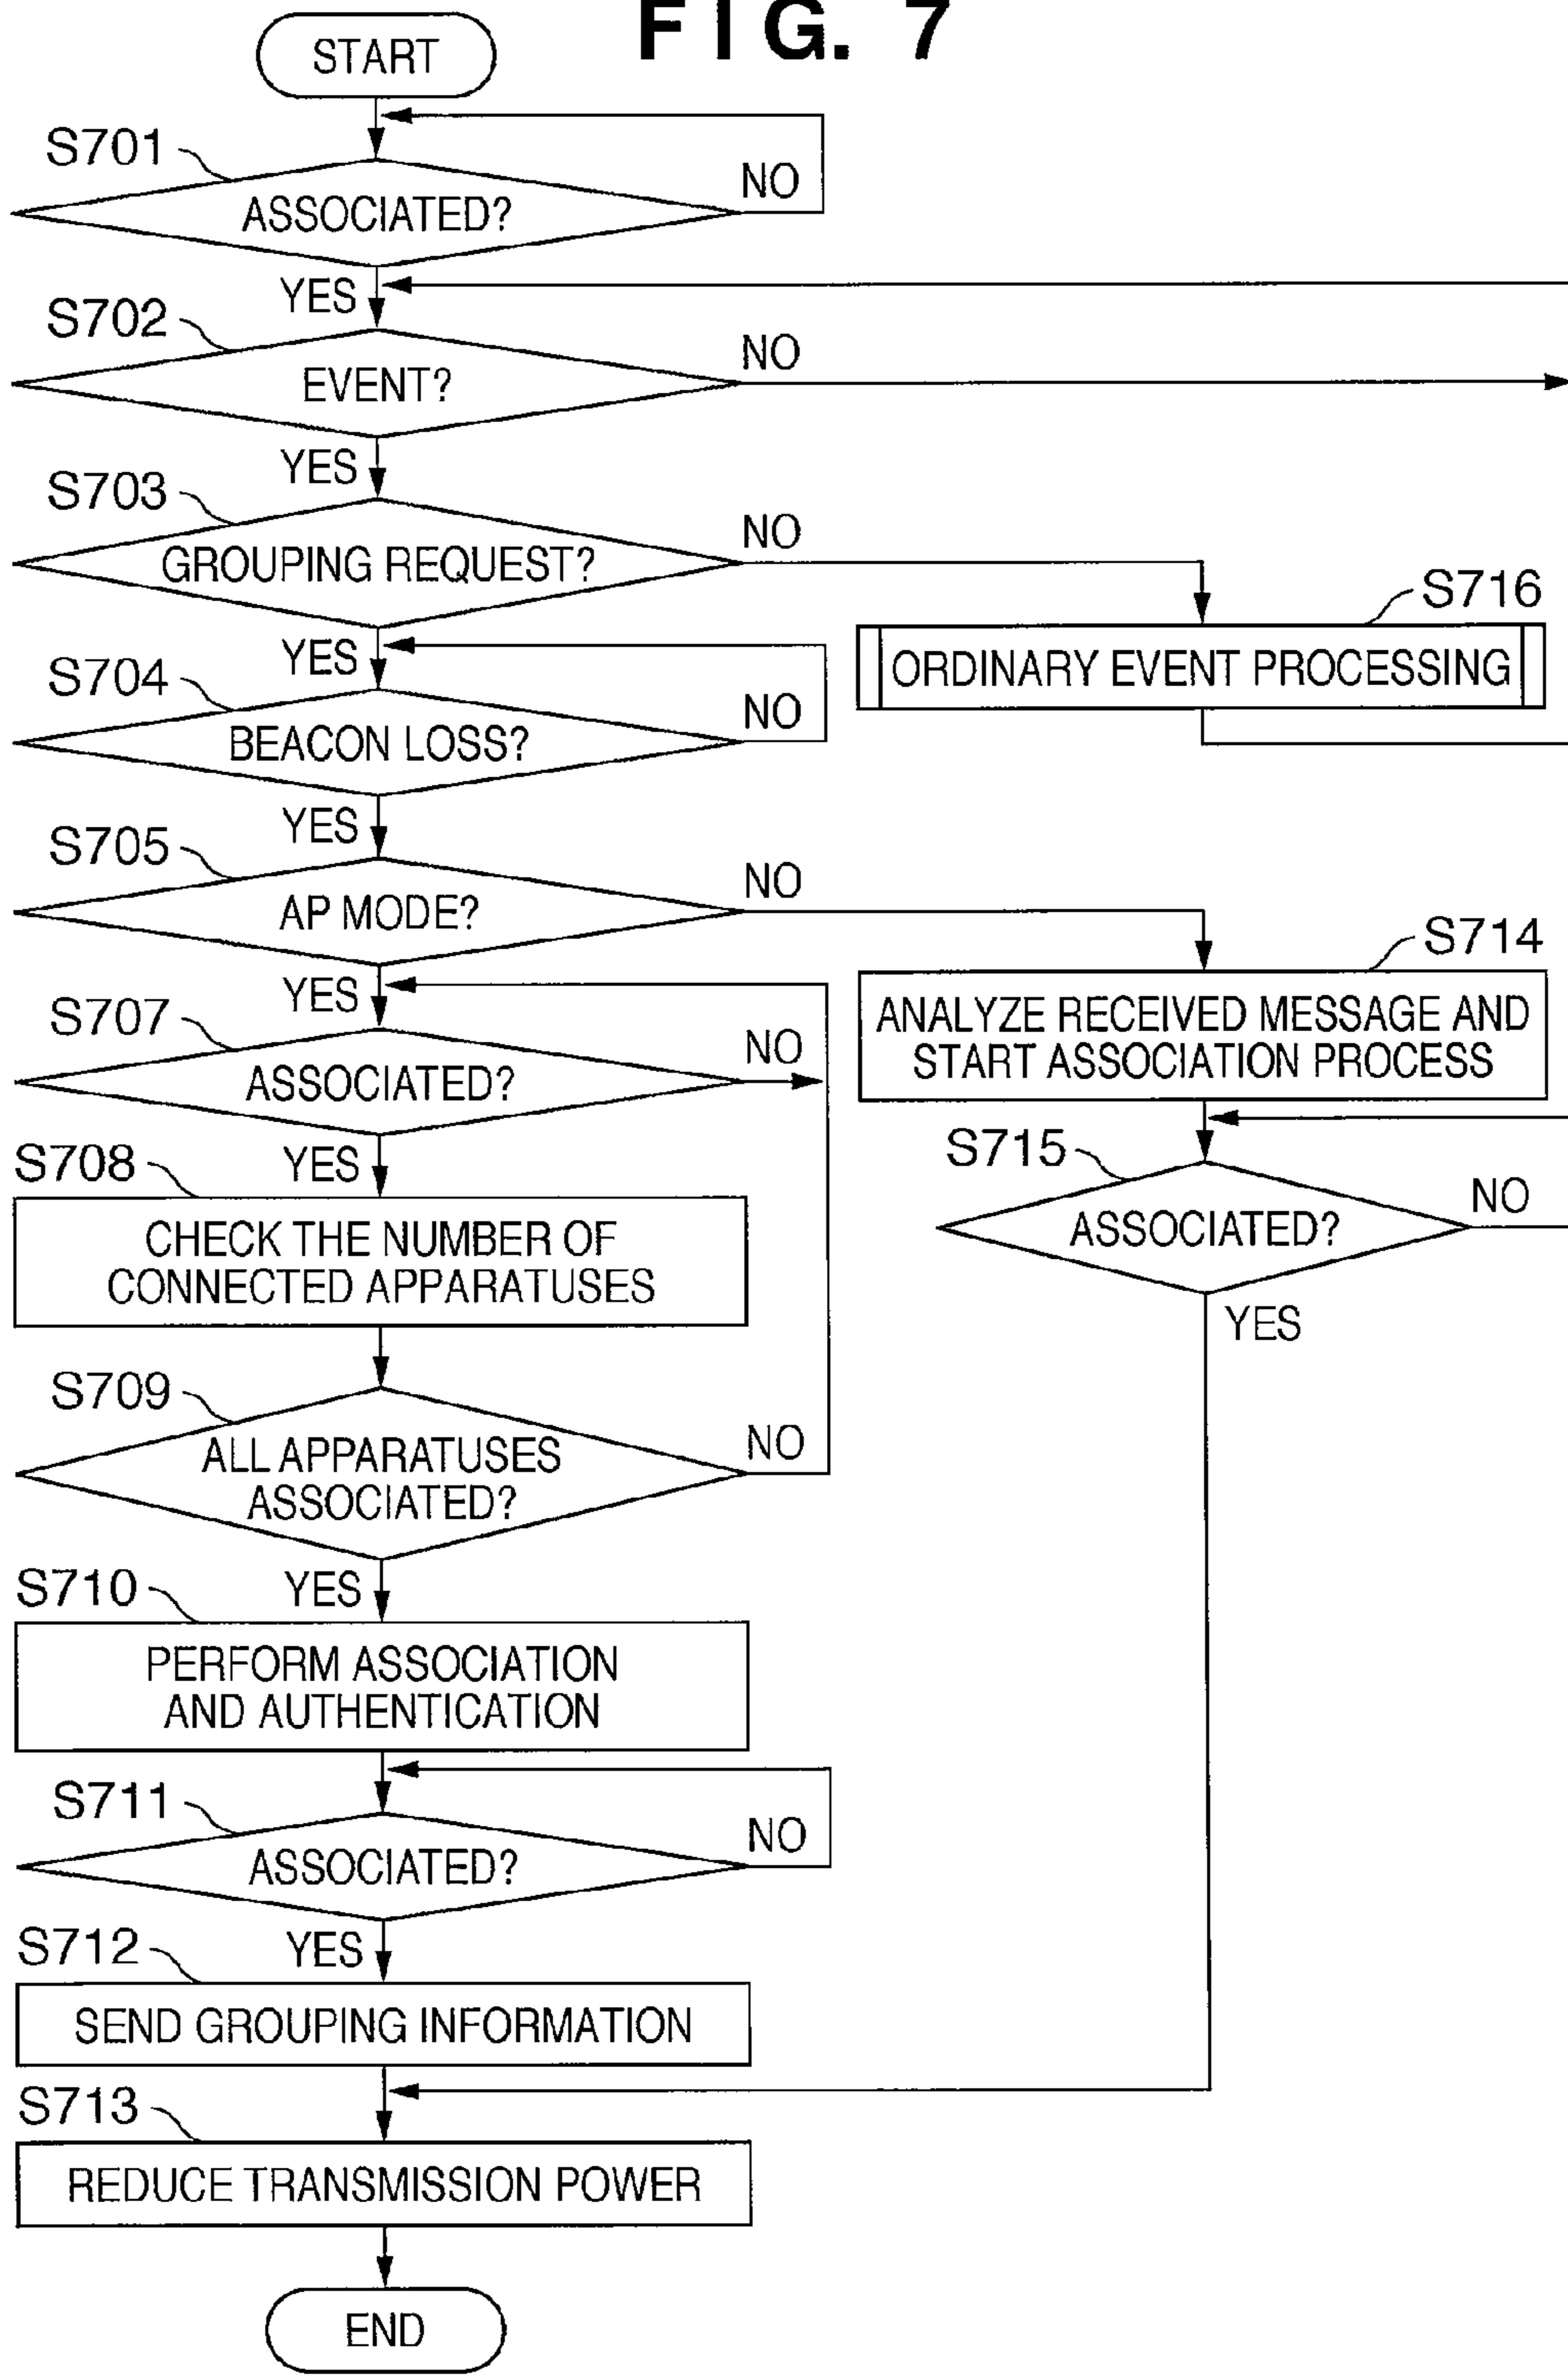 FIG. 7
START
S701
ASSOCIATED?
NO
YES
S702
EVENT?
NO
YES
S703
GROUPING REQUEST?
NO
S716
ORDINARY EVENT PROCESSING
YES
S704
BEACON LOSS?
NO
YES
S705
AP MODE?
NO
S714
ANALYZE RECEIVED MESSAGE AND
START ASSOCIATION PROCESS
S715
ASSOCIATED?
NO
YES
YES
S707
ASSOCIATED?
NO
YES
S708
CHECK THE NUMBER OF
CONNECTED APPARATUSES
S709
ALL APPARATUSES
ASSOCIATED?
NO
YES
S710
PERFORM ASSOCIATION
AND AUTHENTICATION
S711
ASSOCIATED?
NO
YES
S712
SEND GROUPING INFORMATION
S713
REDUCE TRANSMISSION POWER
END